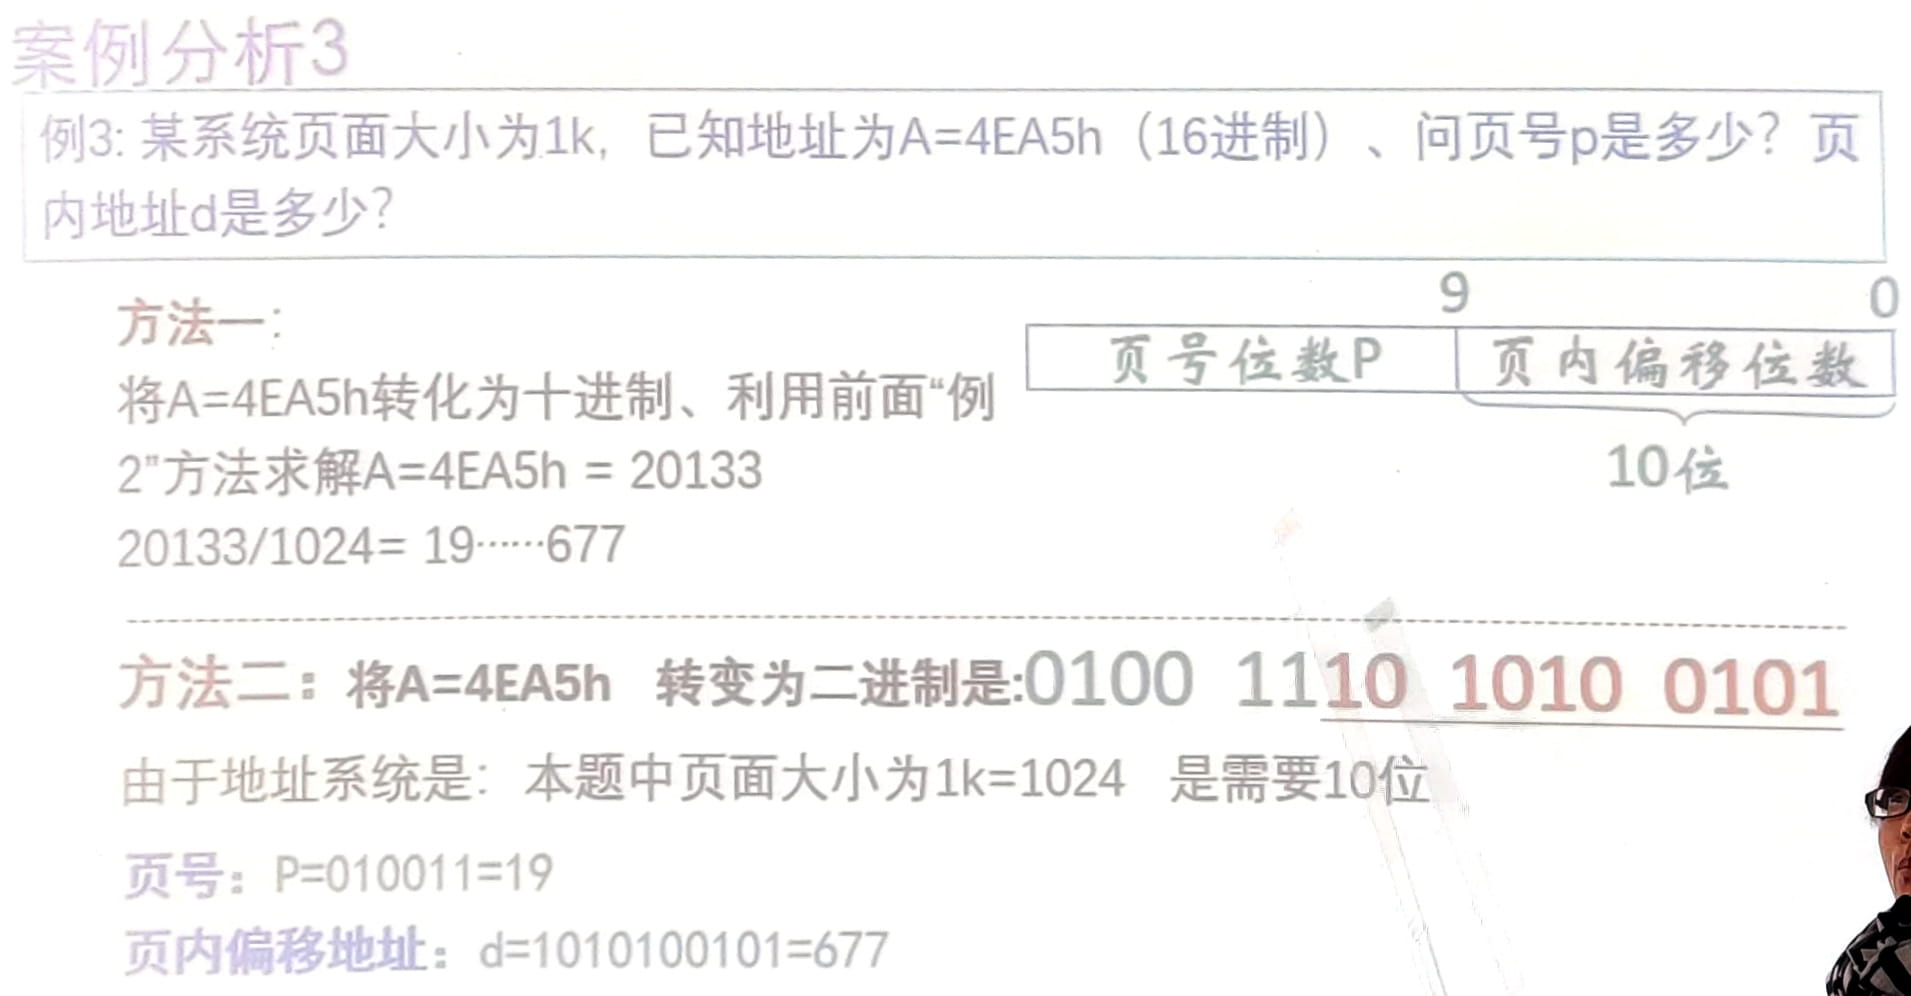 案例分析3
例3: 某系统页面大小为1k, 已知地址为A=4EA5h（16进制）、问页号p是多少？页
内地址d是多少？
9 0
页号位数P 页内偏移位数
10位
方法一：
将A=4EA5h转化为十进制、利用前面“例
2”方法求解A=4EA5h = 20133
20133/1024= 19……677
方法二：将A=4EA5h 转变为二进制是:0100 1110 1010 0101
由于地址系统是：本题中页面大小为1k=1024 是需要10位
页号：P=010011=19
页内偏移地址：d=1010100101=677